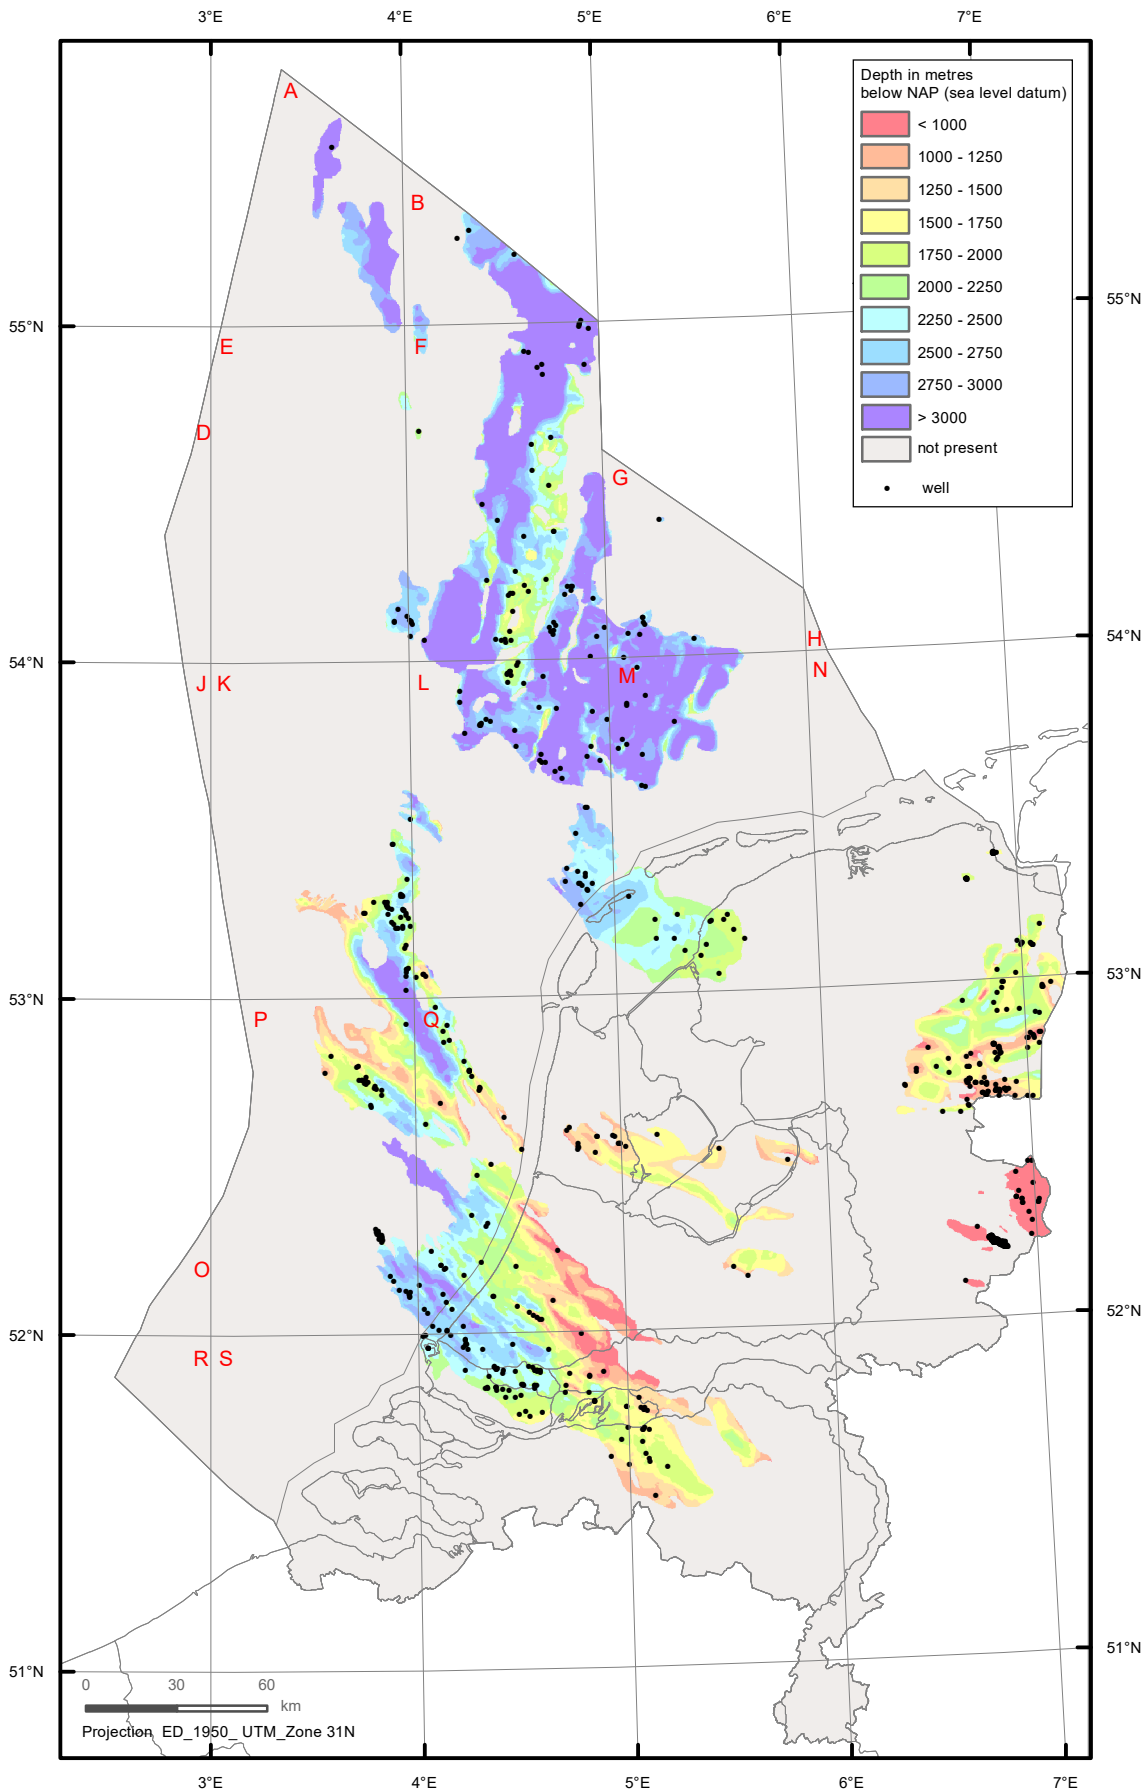 3°E 4°E 5°E 6°E 7°E
Depth in metres
below NAP (sea level datum)
< 1000
1000 - 1250
1250 - 1500
1500 - 1750
1750 - 2000
2000 - 2250
2250 - 2500
2500 - 2750
2750 - 3000
> 3000
not present
well
A
B
55°N
55°N
E F
D
G
54°N
H
54°N
J K L M N
53°N
53°N
P Q
O
52°N
52°N
R S
51°N
51°N
0 30 60
km
Projection ED_1950_ UTM_Zone 31N
3°E 4°E 5°E 6°E 7°E